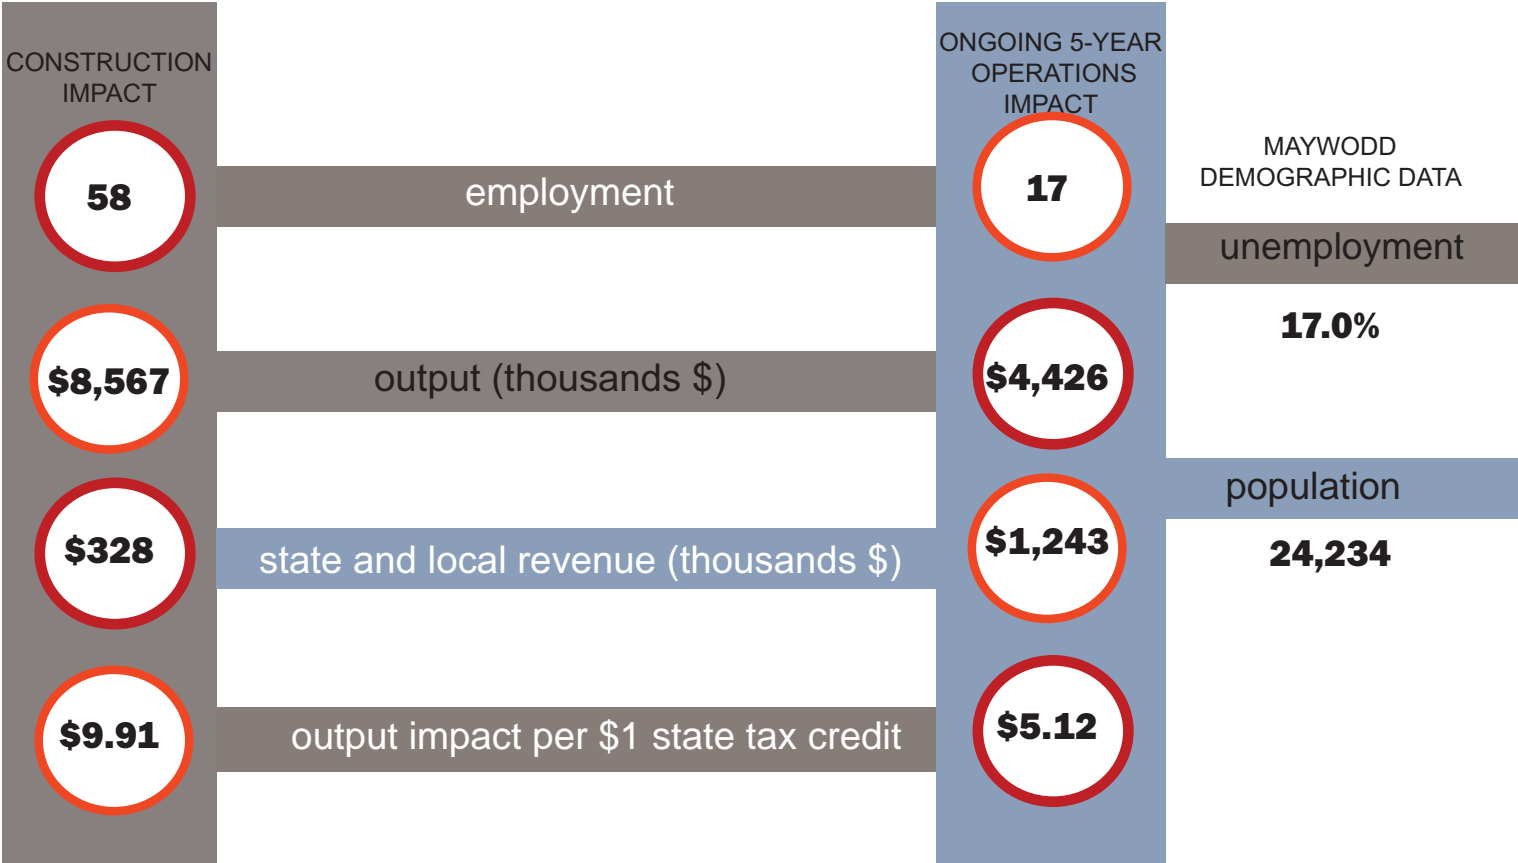 CONSTRUCTION
IMPACT
ONGOING 5-YEAR
OPERATIONS
IMPACT
MAYWODD
DEMOGRAPHIC DATA
58
employment
17
unemployment
17.0%
$8,567
output (thousands $)
$4,426
population
24,234
$328
state and local revenue (thousands $)
$1,243
$9.91
output impact per $1 state tax credit
$5.12